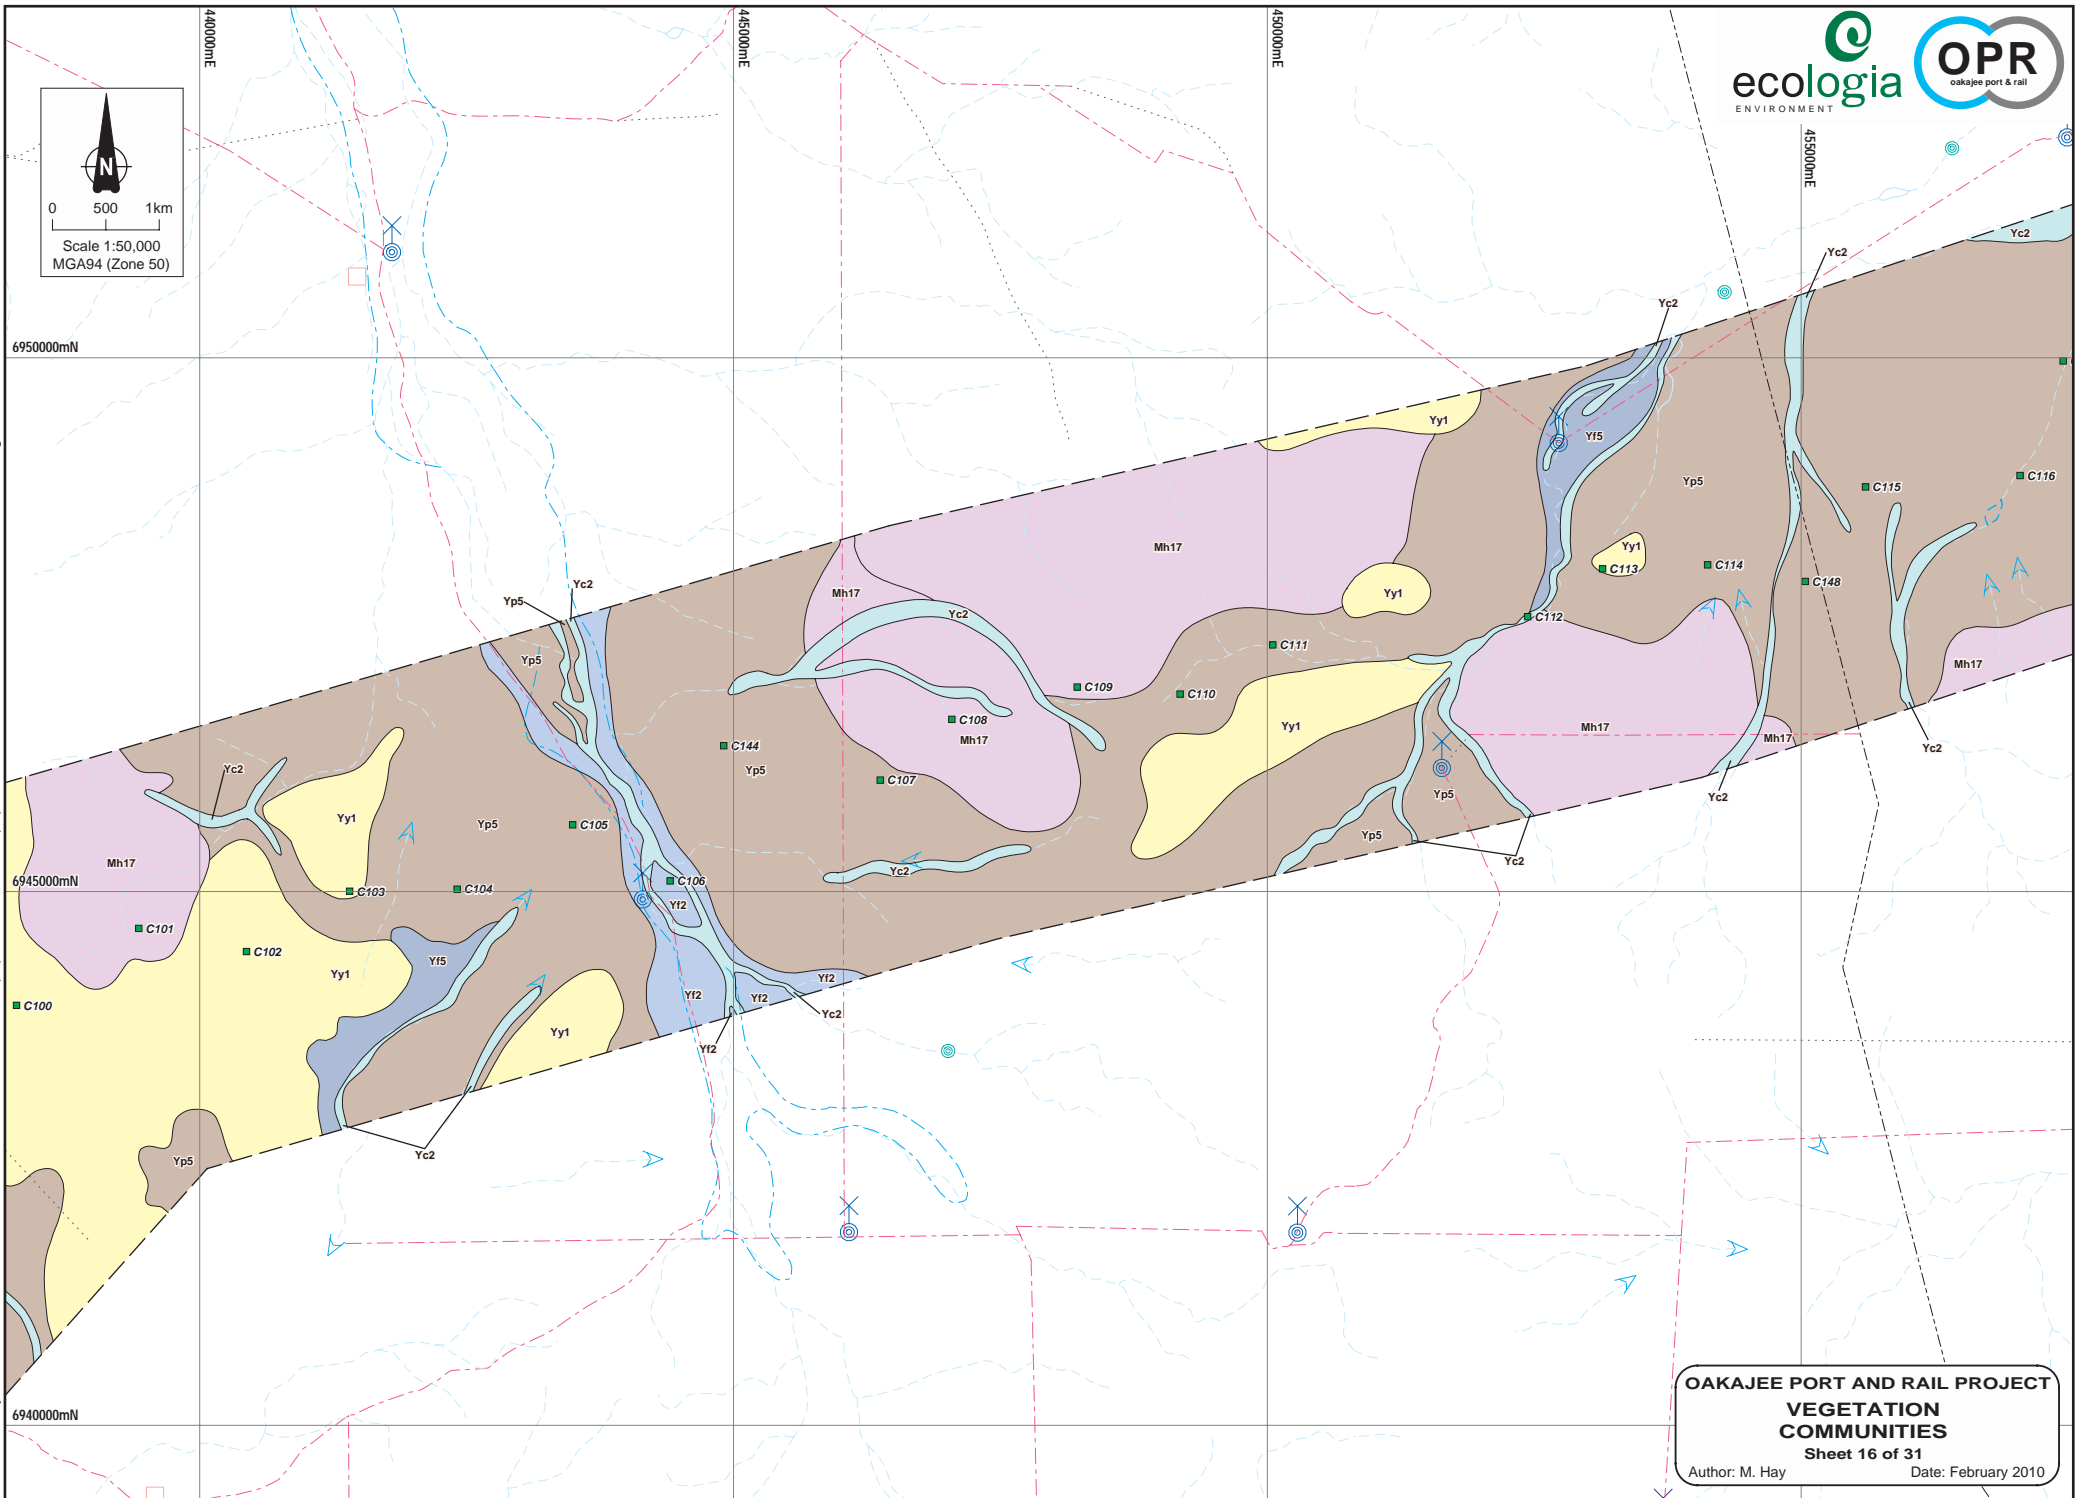 440000mE
445000mE
450000mE
455000mE
ecologia
ENVIRONMENT
OPR
oakajee port & rail
N
0 500 1km
Scale 1:50,000
MGA94 (Zone 50)
Yc2
Yc2
Yc2
6950000mN
Yy1
Yf5
Yp5
C116
C115
Mh17
Yy1
C113
C114
C148
Yc2
Yp5
Mh17
Yy1
Yc2
C112
C111
Yp5
Mh17
C109
C110
C108
Mh17
Yy1
Mh17
Mh17
C144
Yp5
Yc2
Yc2
C107
Yp5
Yc2
Yy1
Yp5
C105
Yp5
Mh17
Yc2
Yc2
C106
6945000mN
C103
C104
Yf2
C101
C102
Yf5
Yy1
Yf2
Yf2
Yf2
C100
Yc2
Yy1
Yf2
Yc2
Yp5
6940000mN
OAKAJEE PORT AND RAIL PROJECT
VEGETATION
COMMUNITIES
Sheet 16 of 31
Author: M. Hay Date: February 2010